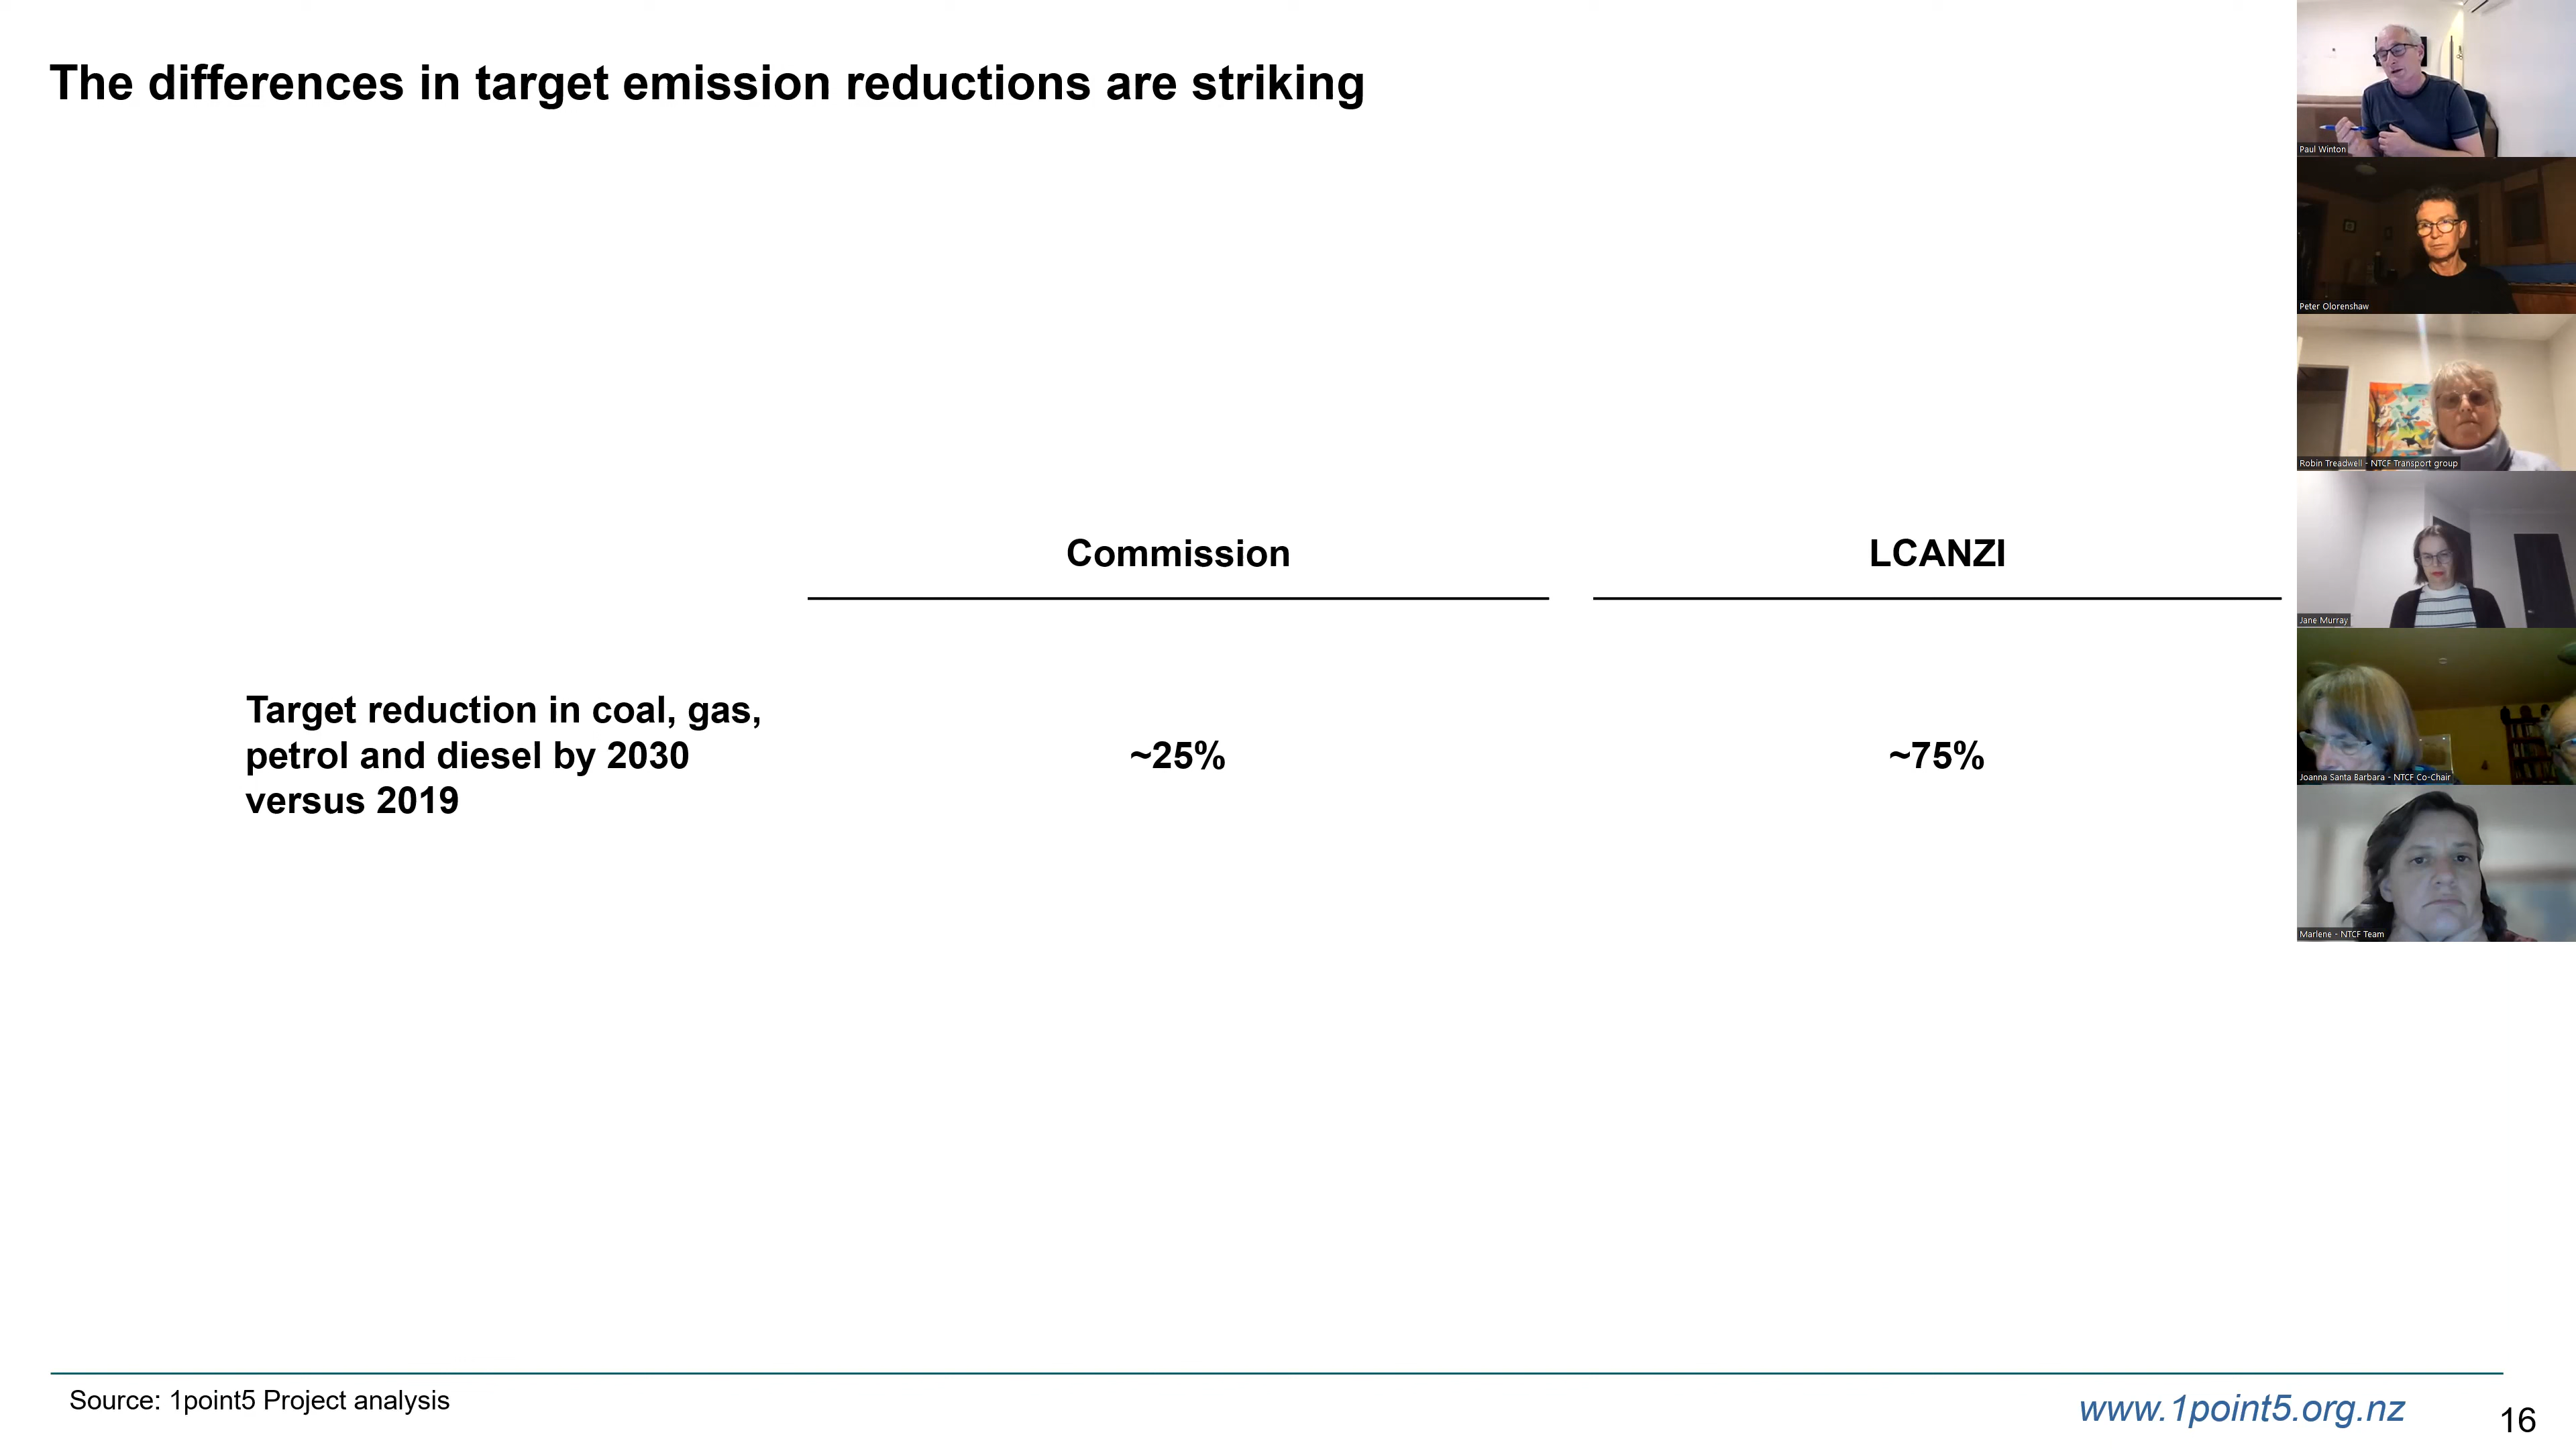 The differences in target emission reductions are striking
Commission
LCANZI
Target reduction in coal, gas,
petrol and diesel by 2030
versus 2019
~25%
~75%
Source: 1point5 Project analysis
www.1point5.org.nz
16
Paul Winton
Peter Olorenshaw
Robin Treadwell - NTCF Transport group
Jane Murray
Joanna Santa Barbara - NTCF Co-Chair
Marlene - NTCF Team